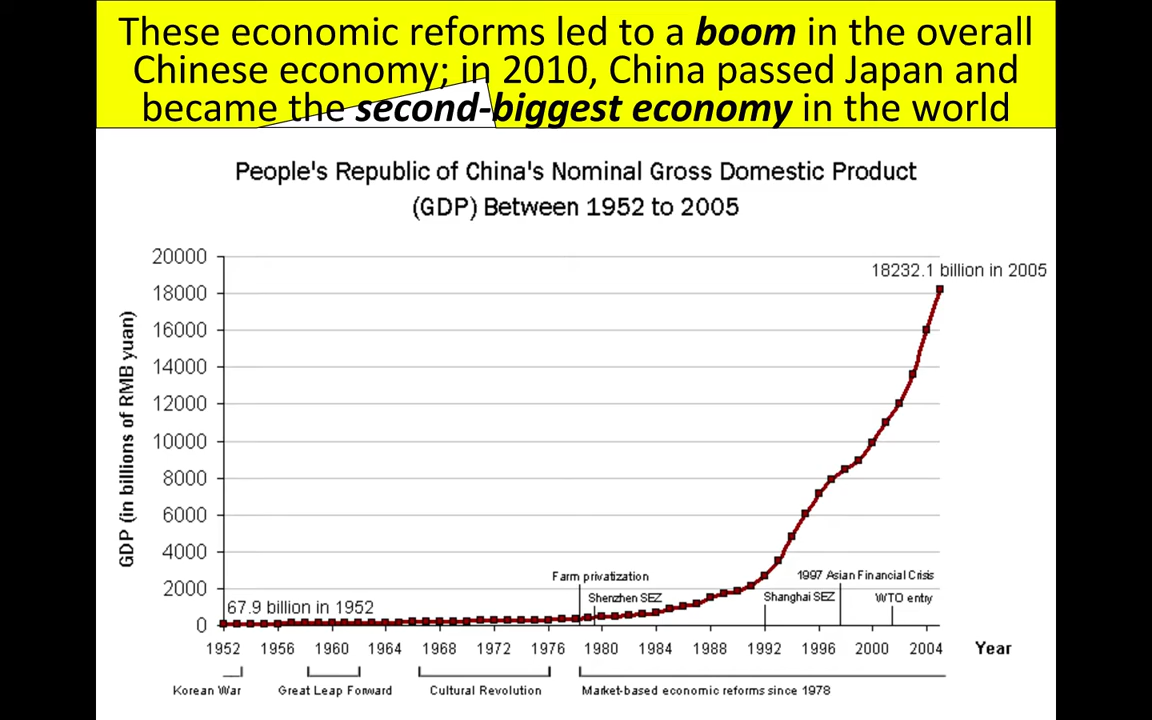 These economic reforms led to a boom in the overall
Chinese economy; in 2010, China passed Japan and
became the second-biggest economy in the world
People's Republic of China's Nominal Gross Domestic Product
(GDP) Between 1952 to 2005
GDP (in billions of RMB yuan)
20000
18000
16000
14000
12000
10000
8000
6000
4000
2000
0
18232.1 billion in 2005
67.9 billion in 1952
Farm privatization
Shenzhen SEZ
Shanghai SEZ
1997 Asian Financial Crisis
WTO entry
1952 1956 1960 1964 1968 1972 1976 1980 1984 1988 1992 1996 2000 2004 Year
Korean War
Great Leap Forward
Cultural Revolution
Market-based economic reforms since 1978